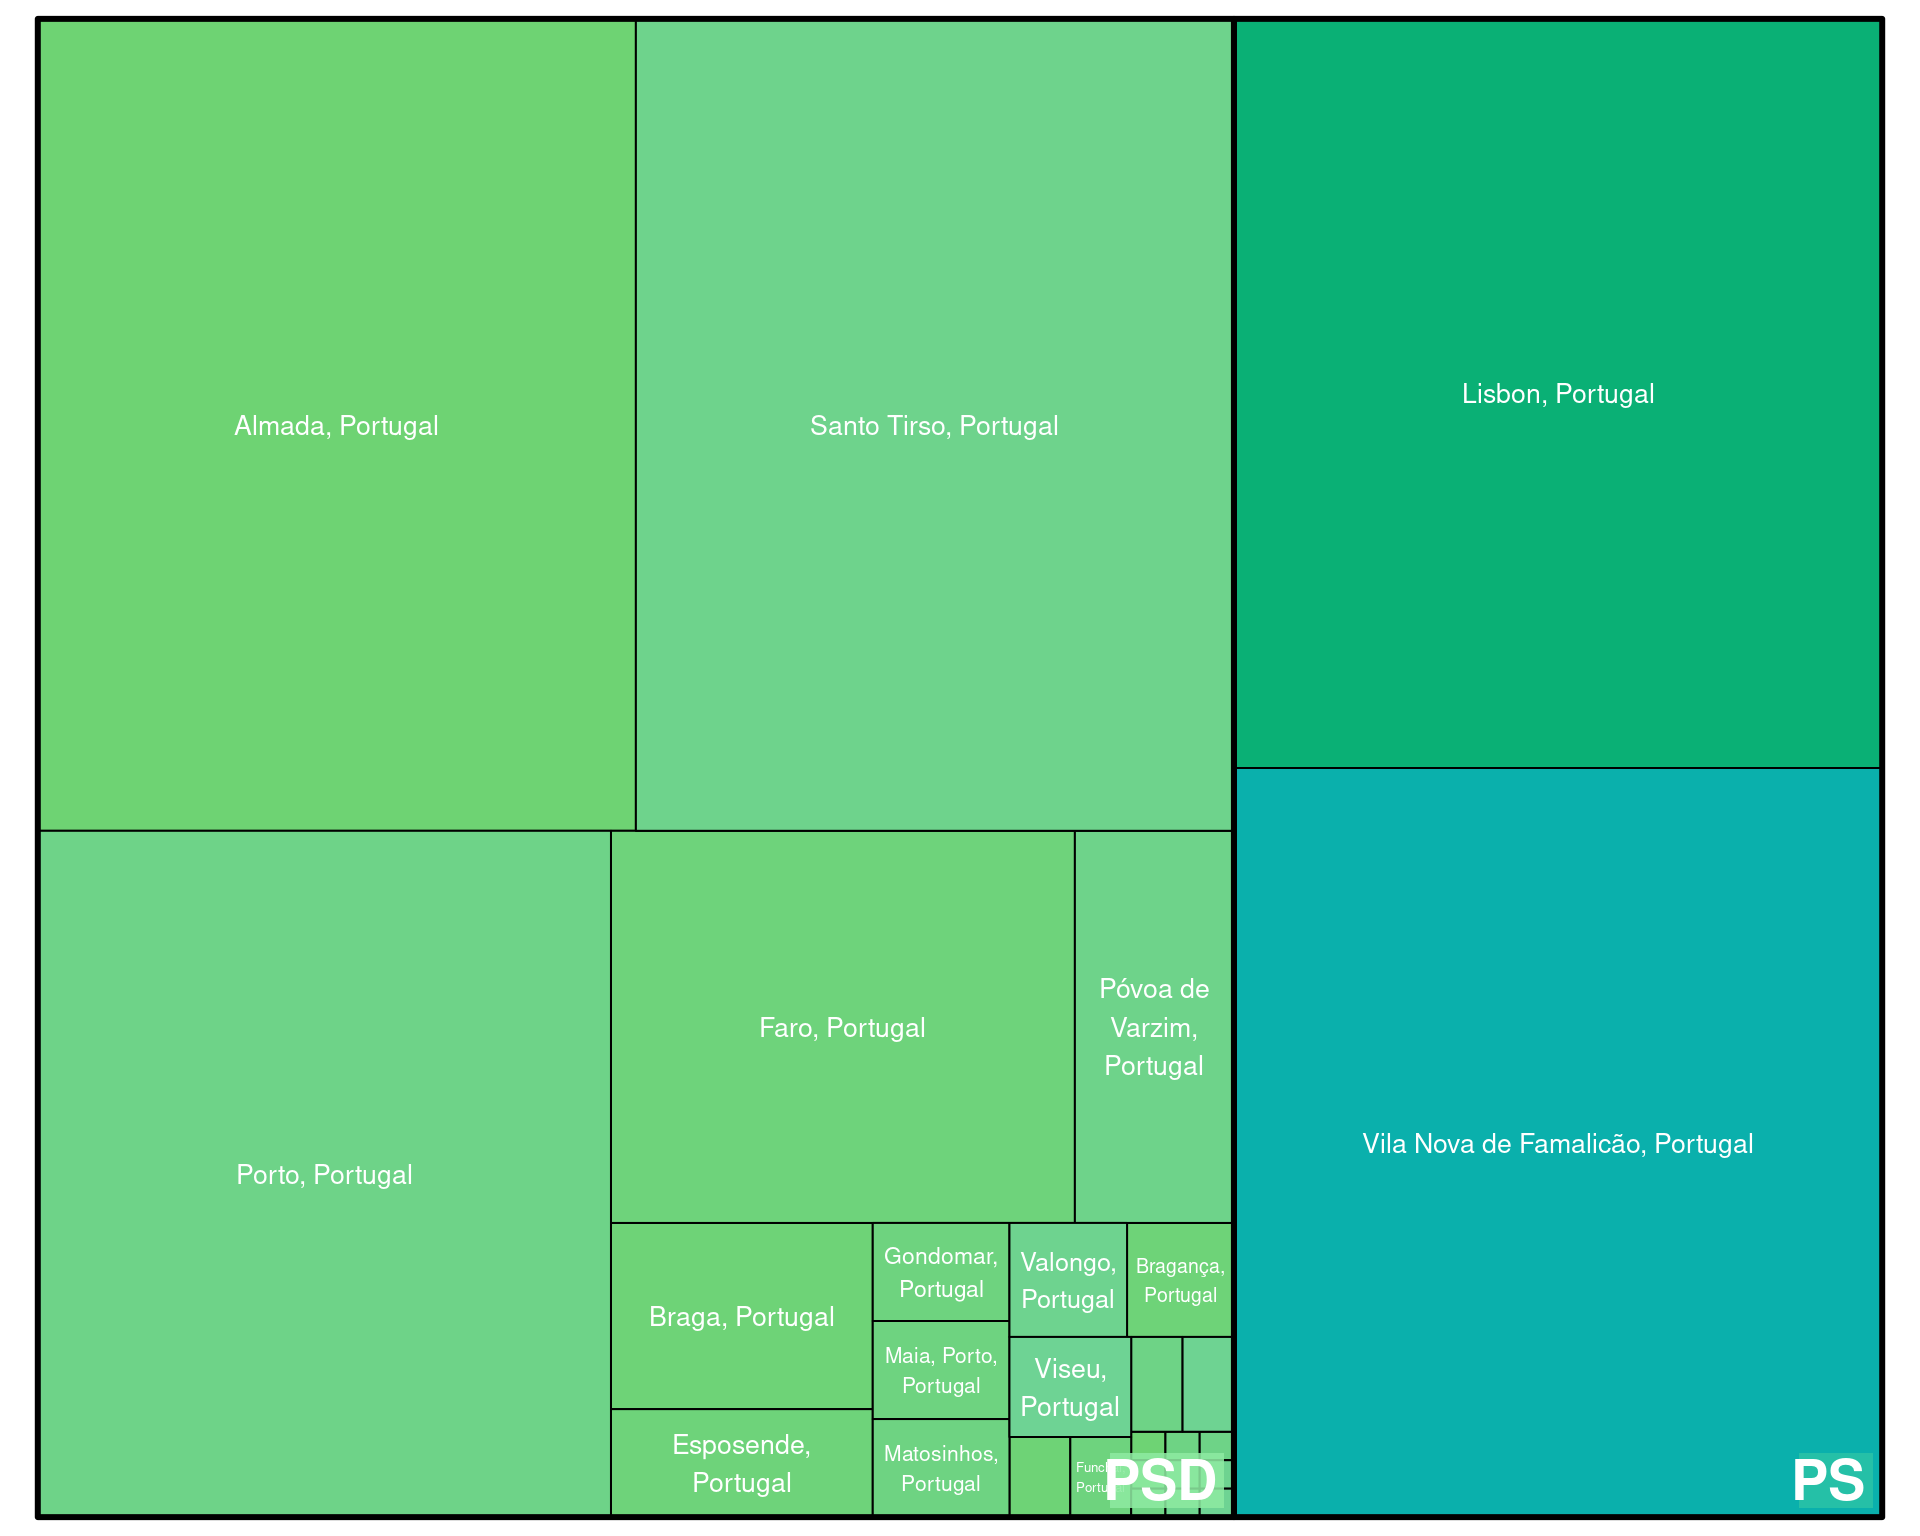 Almada, Portugal
Santo Tirso, Portugal
Lisbon, Portugal
Porto, Portugal
Faro, Portugal
Póvoa de
Varzim,
Portugal
Vila Nova de Famalicão, Portugal
Braga, Portugal
Gondomar,
Portugal
Valongo,
Portugal
Bragança,
Portugal
Maia, Porto,
Portugal
Viseu,
Portugal
Esposende,
Portugal
Matosinhos,
Portugal
PSD
PS